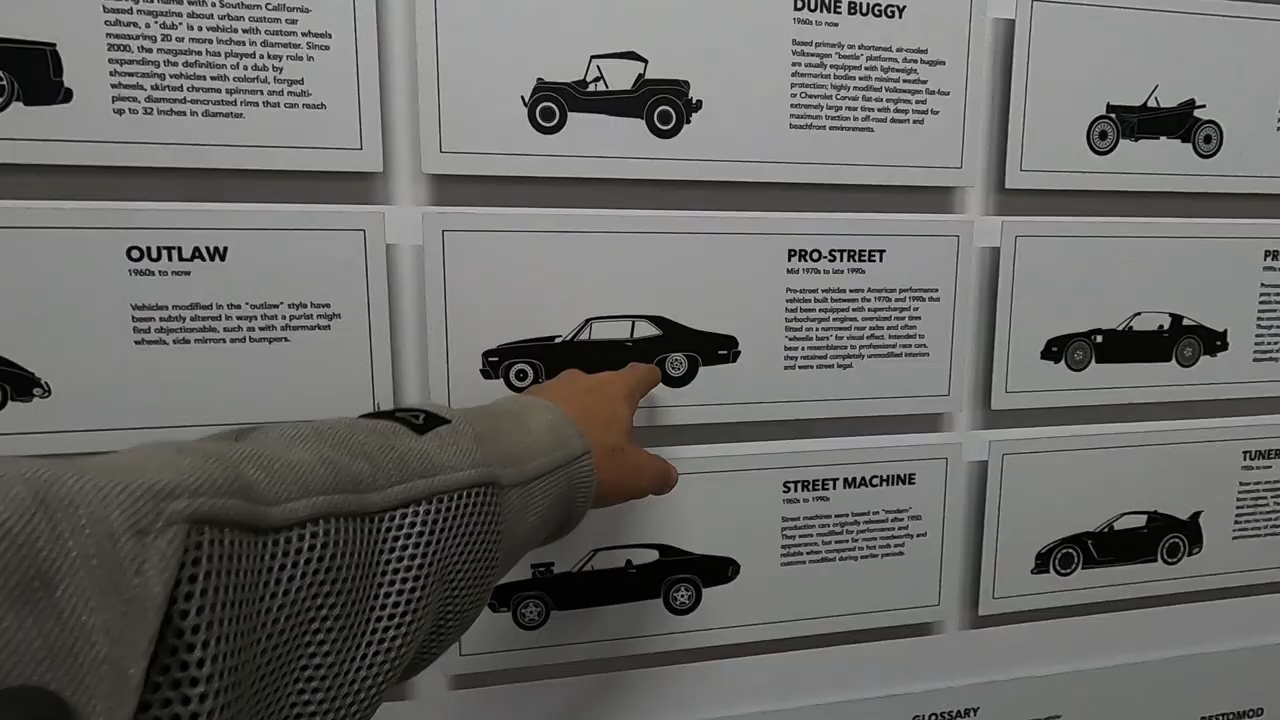 its name with a Southern California-
based magazine about urban custom car
culture, a "dub" is a vehicle with custom wheels
measuring 20 or more inches in diameter. Since
2000, the magazine has played a key role in
expanding the definition of a dub by
showcasing vehicles with colorful, forged
wheels, skirted chrome spinners and multi-
piece, diamond-encrusted rims that can reach
up to 32 inches in diameter.
DUNE BUGGY
1960s to now
Based primarily on shortened, air-cooled
Volkswagen "beetle" platforms, dune buggies
are usually equipped with lightweight,
aftermarket bodies with minimal weather
protection; highly modified Volkswagen flat-four
or Chevrolet Corvair flat-six engines; and
extremely large rear tires with deep tread for
maximum traction in off-road desert and
beachfront environments.
OUTLAW
1960s to now
Vehicles modified in the "outlaw" style have
been subtly altered in ways that a purist might
find objectionable, such as with aftermarket
wheels, side mirrors and bumpers.
PRO-STREET
Mid 1970s to late 1990s
Pro-street vehicles were American performance
vehicles built between the 1970s and 1990s that
had been equipped with supercharged or
turbocharged engines, oversized rear tires
fitted on a narrowed rear axles and often
"wheelie bars" for visual effect. Intended to
bear a resemblance to professional race cars,
they retained completely unmodified interiors
and were street legal.
PR
STREET MACHINE
1960s to 1990s
Street machines were based on "modern"
production cars originally released after 1950.
They were modified for performance and
appearance, but were far more roadworthy and
reliable when compared to hot rods and
customs modified during earlier periods.
TUNER
GLOSSARY
RESTOMOD